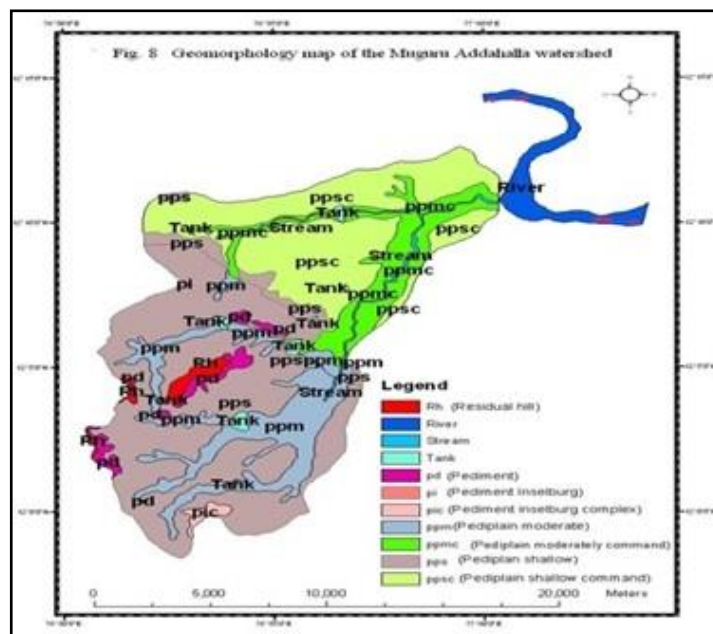 Fig. 8 Geomorphology map of the Muguru Addahalla watershed
River
pps
ppsc
Tank
ppmc
Tank
ppmc
Stream
ppsc
pps
Stream
ppsc
ppmc
pi
ppm
Tank
ppmc
pps
ppsc
Tank
pd
pd
Tank
ppm
Tank
ppm
pps
ppm
ppm
Rh
pd
pd
pps
Rh
Stream
Tank
pps
pd
ppm
Tank
ppm
Rh
pd
Tank
pd
pic
Legend
Rh (Residual hill)
River
Stream
Tank
pd (Pediment)
pi (Pediment Inselburg)
pic (Pediment inselburg complex)
ppm (Pediplain moderate)
ppmc (Pediplain moderately command)
pps (Pediplan shallow)
ppsc (Pediplain shallow command)
0 5,000 10,000 20,000
Meters